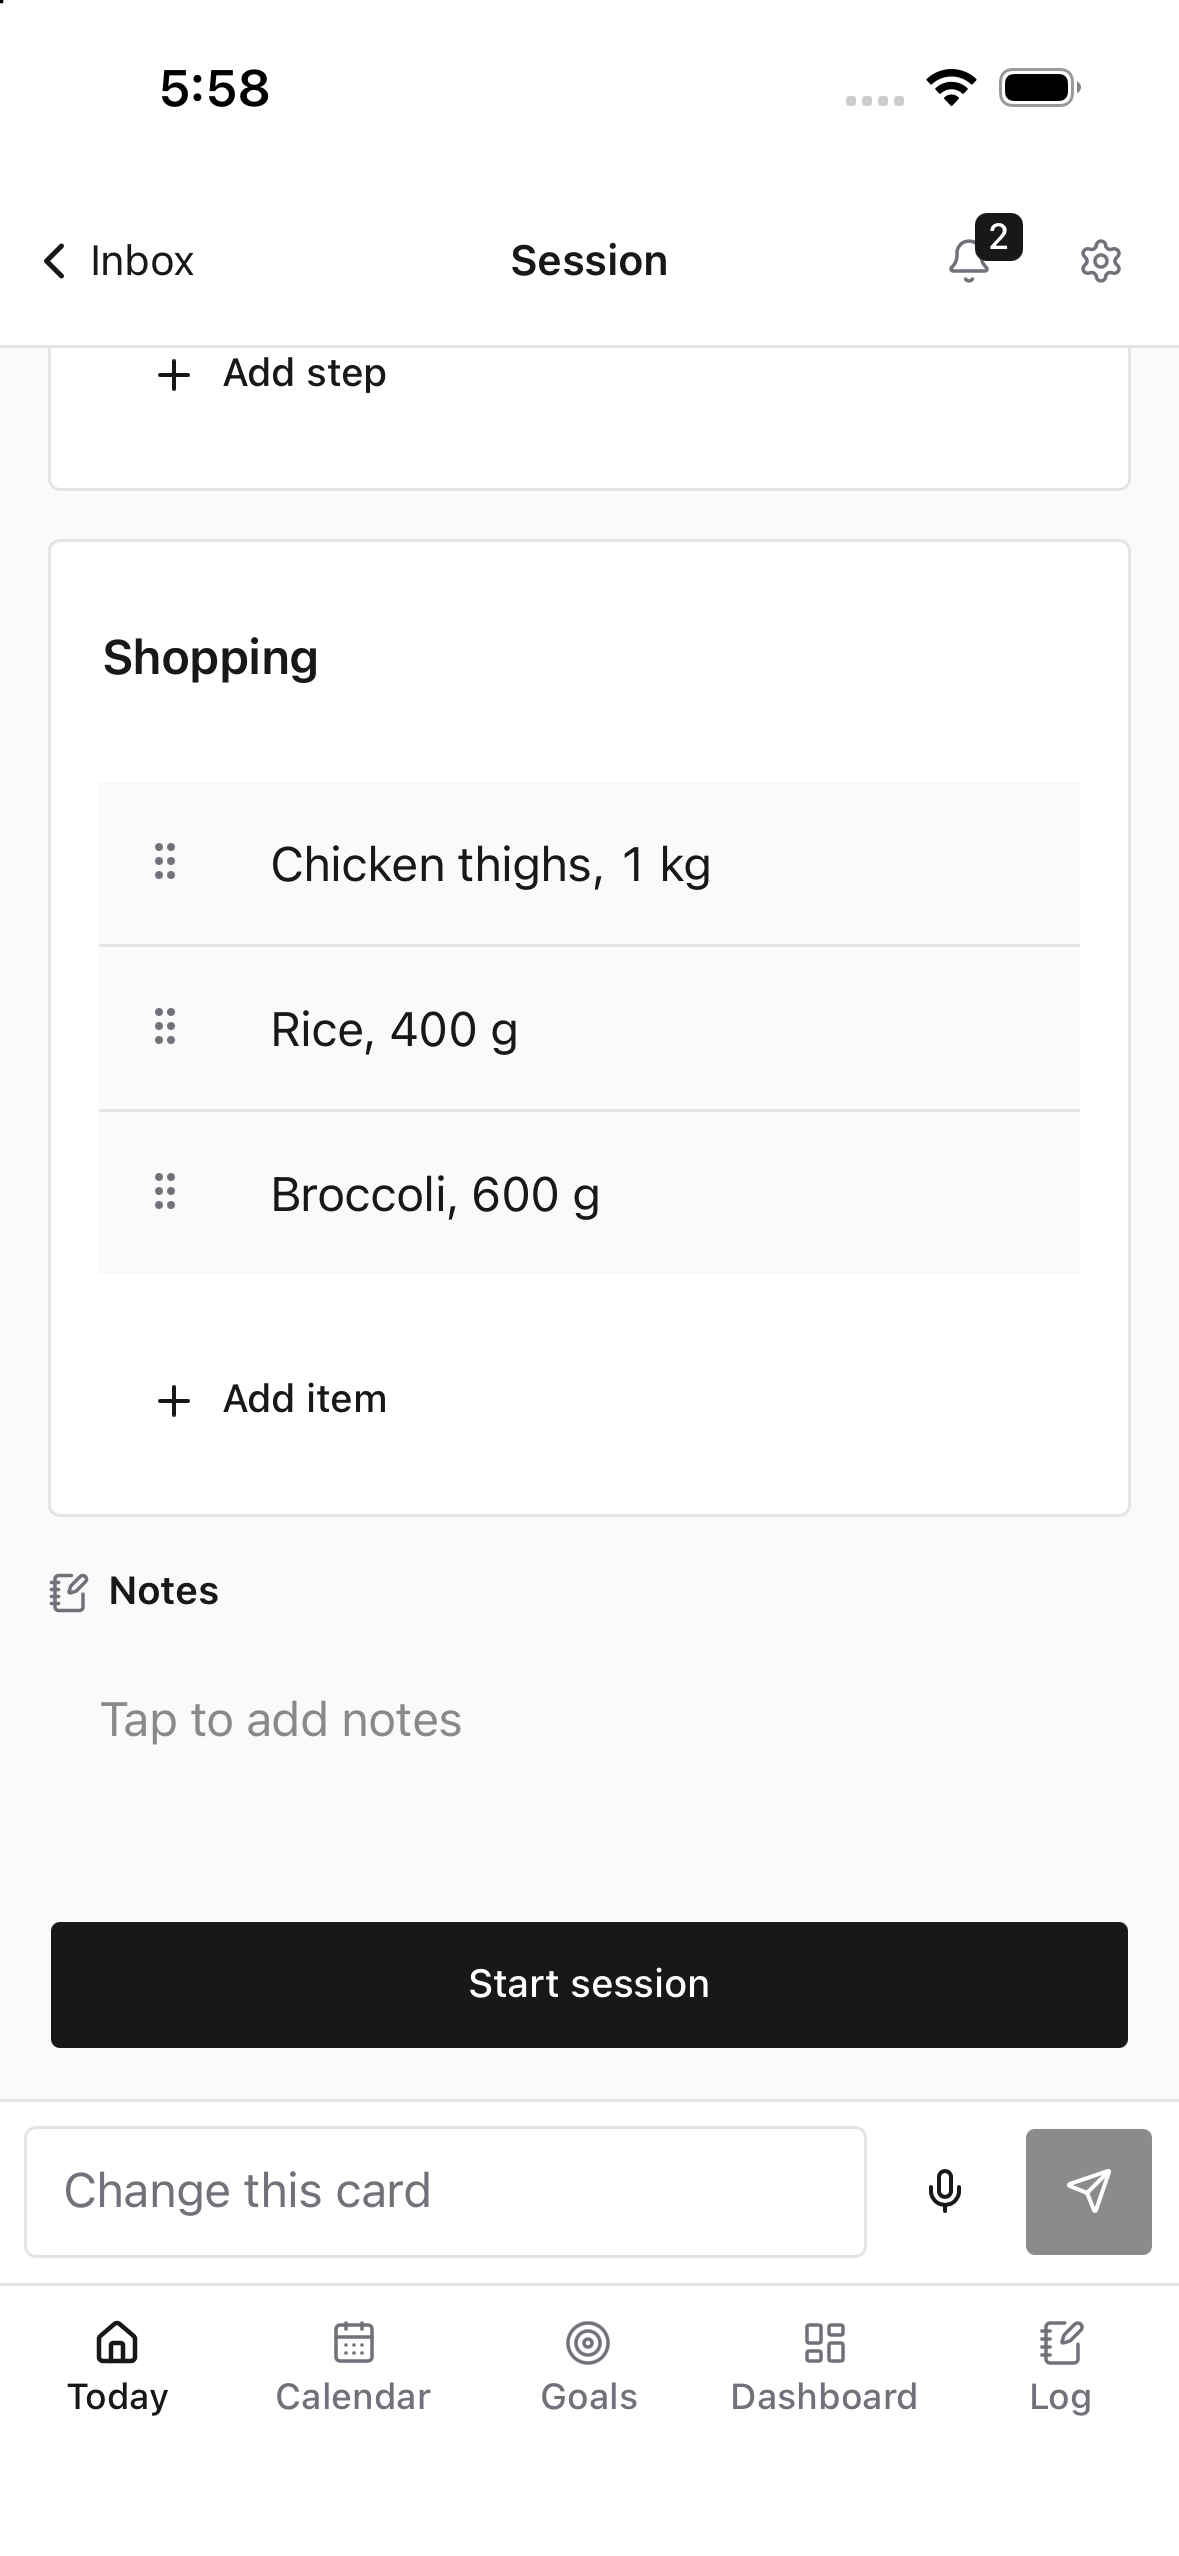 5:58
Inbox
Session
2
Add step
Shopping
Chicken thighs, 1 kg
Rice, 400 g
Broccoli, 600 g
Add item
Notes
Tap to add notes
Start session
Change this card
Today
Calendar
Goals
Dashboard
Log